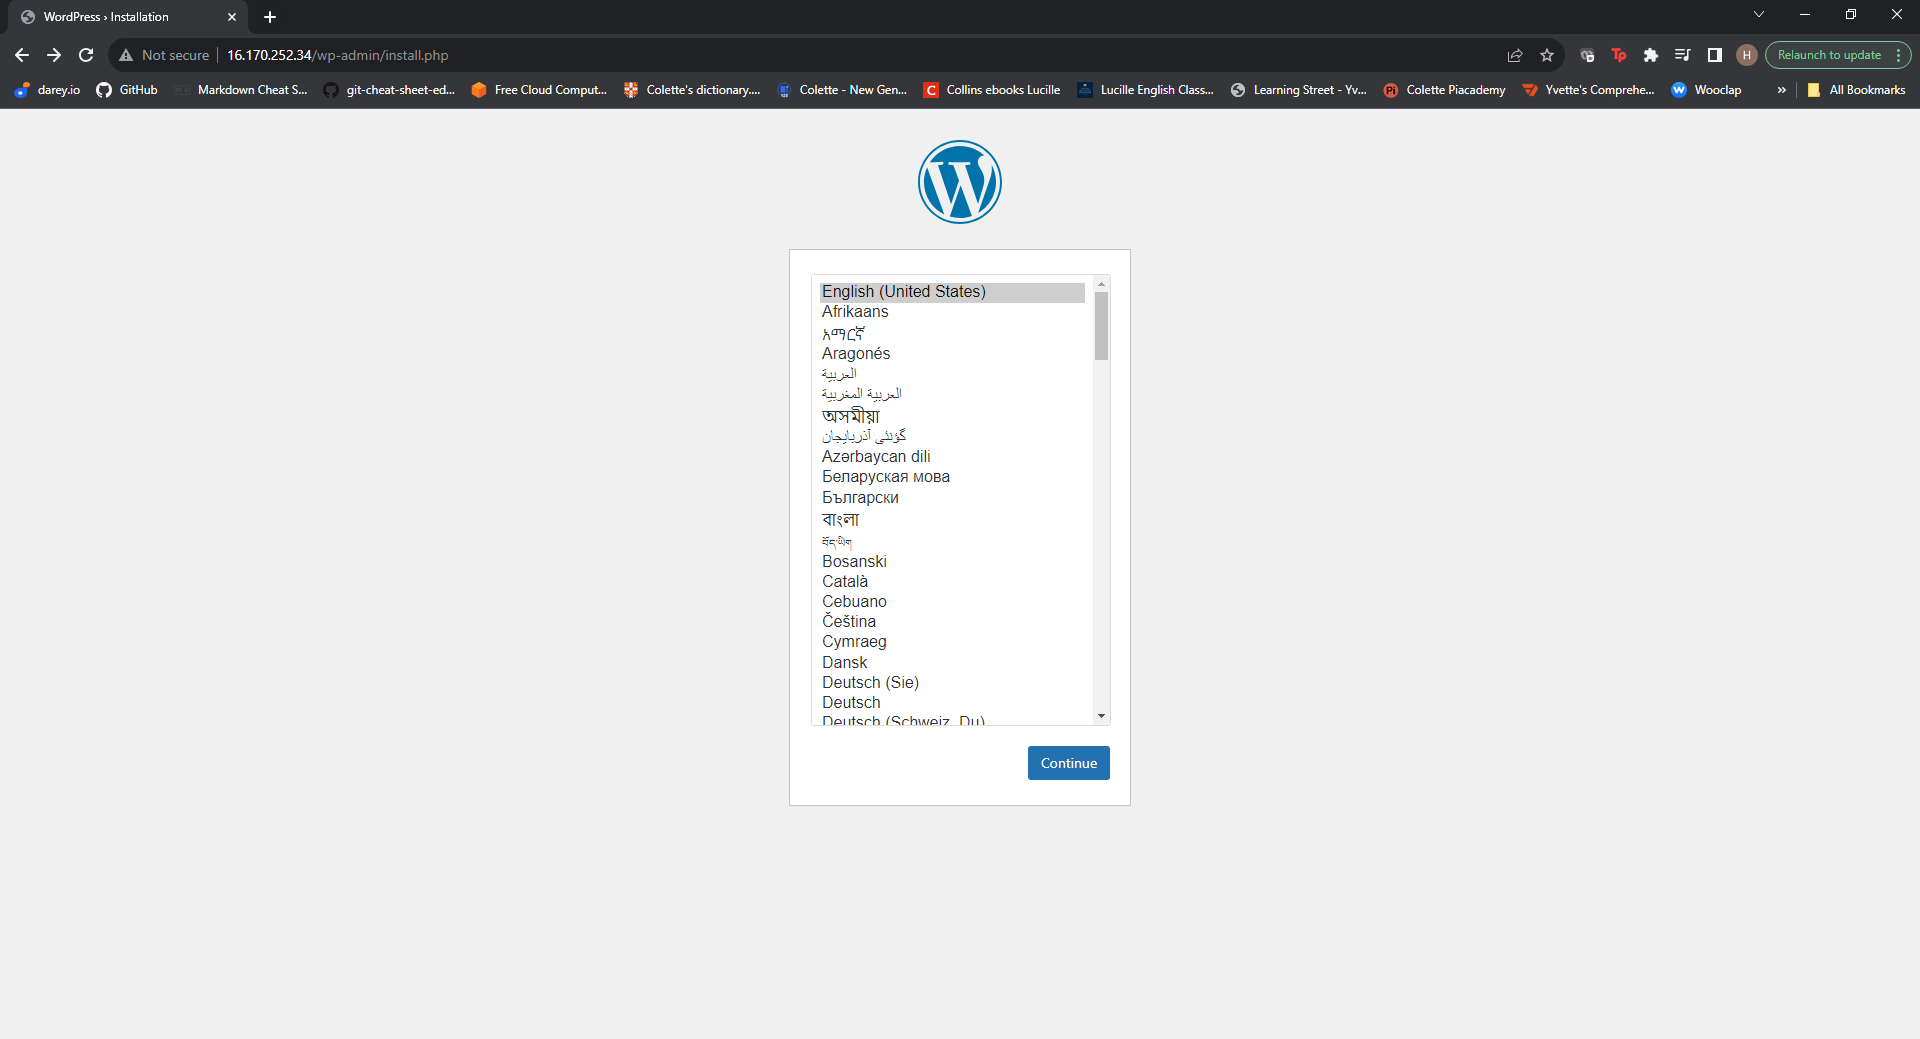 WordPress › Installation
Not secure
16.170.252.34/wp-admin/install.php
Tp
H
Relaunch to update
darey.io
GitHub
Markdown Cheat S...
git-cheat-sheet-ed...
Free Cloud Comput...
Colette's dictionary....
Colette - New Gen...
C
Collins ebooks Lucille
Lucille English Class...
Learning Street - Yv...
Pi
Colette Piacademy
Yvette's Comprehe...
W
Wooclap
»
All Bookmarks
W
English (United States)
Afrikaans
አማርኛ
Aragonés
العربية
العربية المغربية
অসমীয়া
گؤنئی آذربایجان
Azərbaycan dili
Беларуская мова
Български
বাংলা
བོད་ཡིག
Bosanski
Català
Cebuano
Čeština
Cymraeg
Dansk
Deutsch (Sie)
Deutsch
Deutsch (Schweiz, Du)
Continue